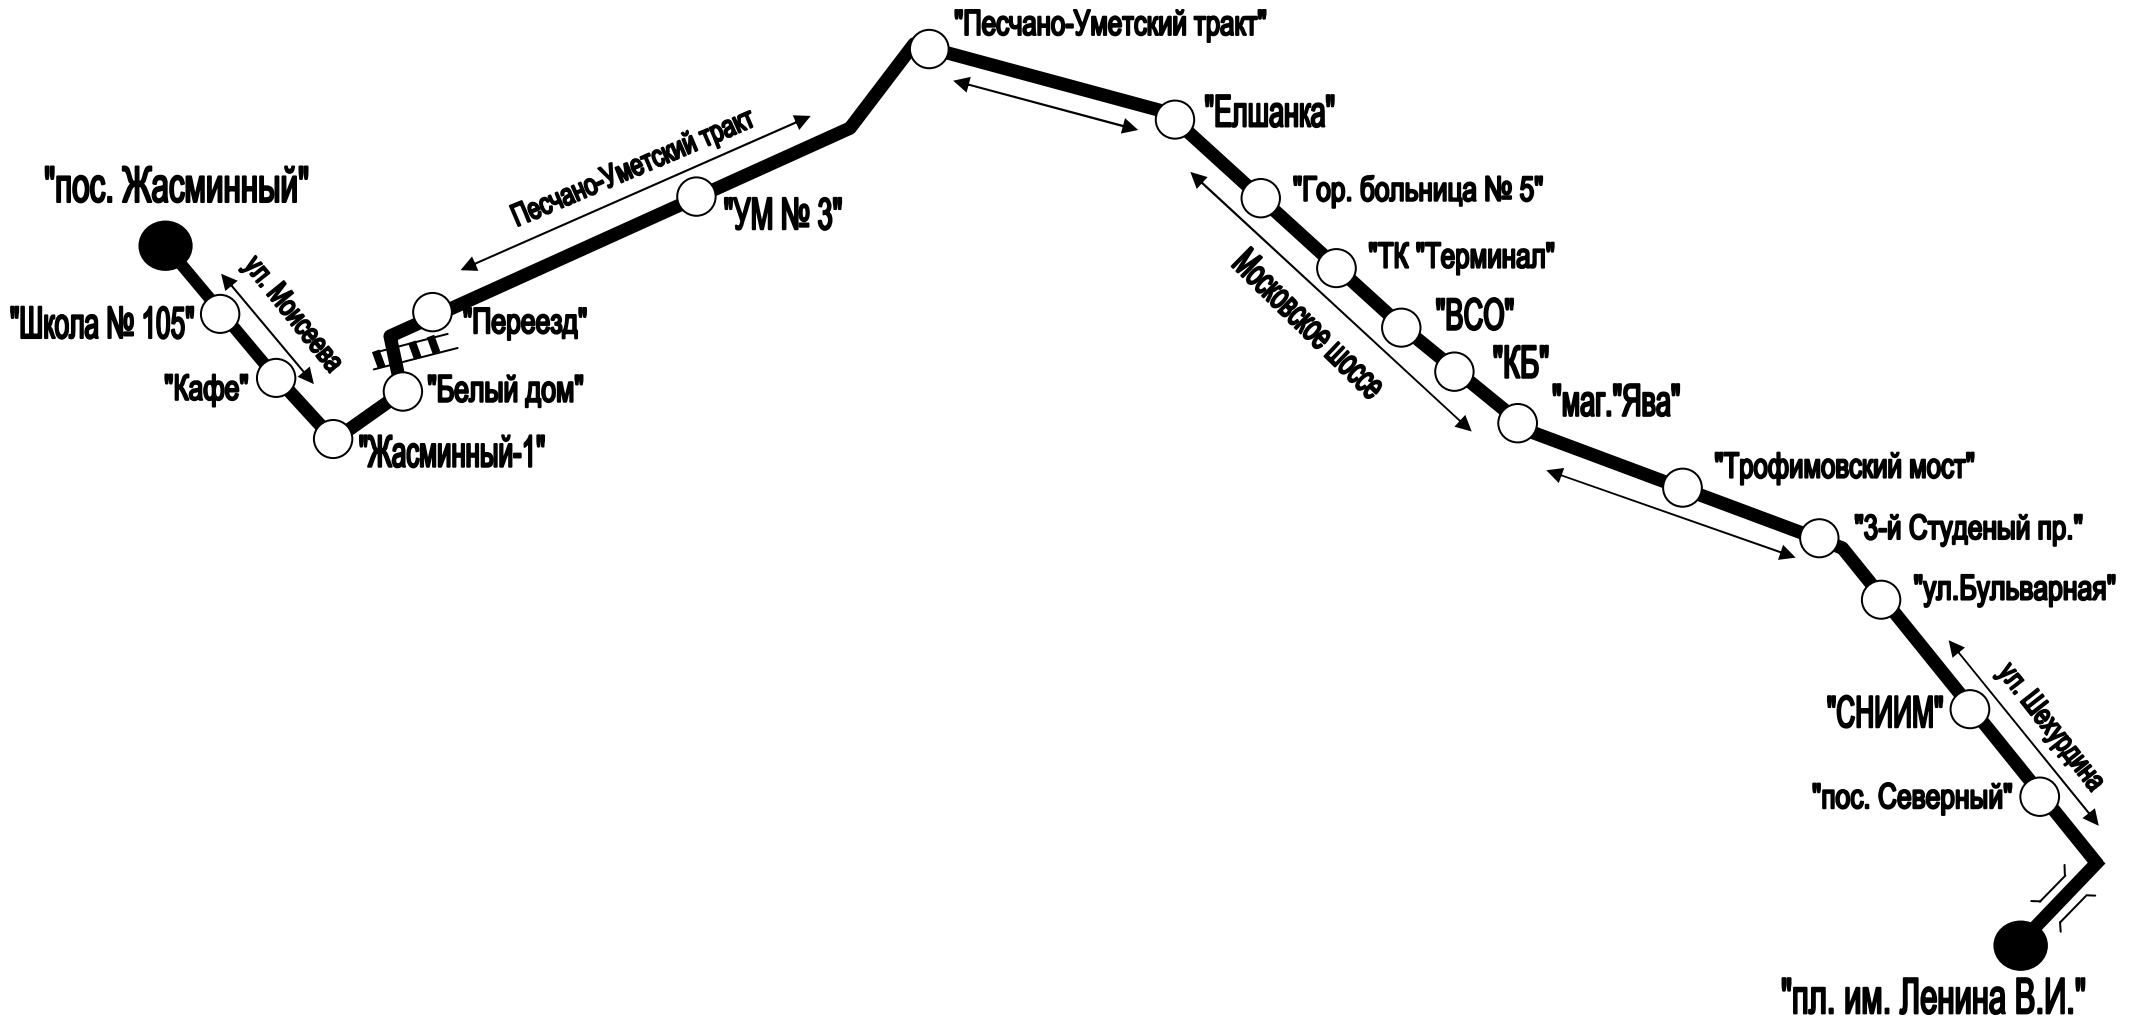 "Песчано-Уметский тракт"
"Елшанка"
Песчано-Уметский тракт
"пос. Жасминный"
"Гор. больница № 5"
"УМ № 3"
"ТК "Терминал"
ул. Моисеева
Московское шоссе
"Школа № 105"
"Переезд"
"ВСО"
"КБ"
"Кафе"
"Белый дом"
"маг."Ява"
"Жасминный-1"
"Трофимовский мост"
"3-й Студеный пр."
"ул.Бульварная"
ул. Шехурдина
"СНИИМ"
"пос. Северный"
"пл. им. Ленина В.И."